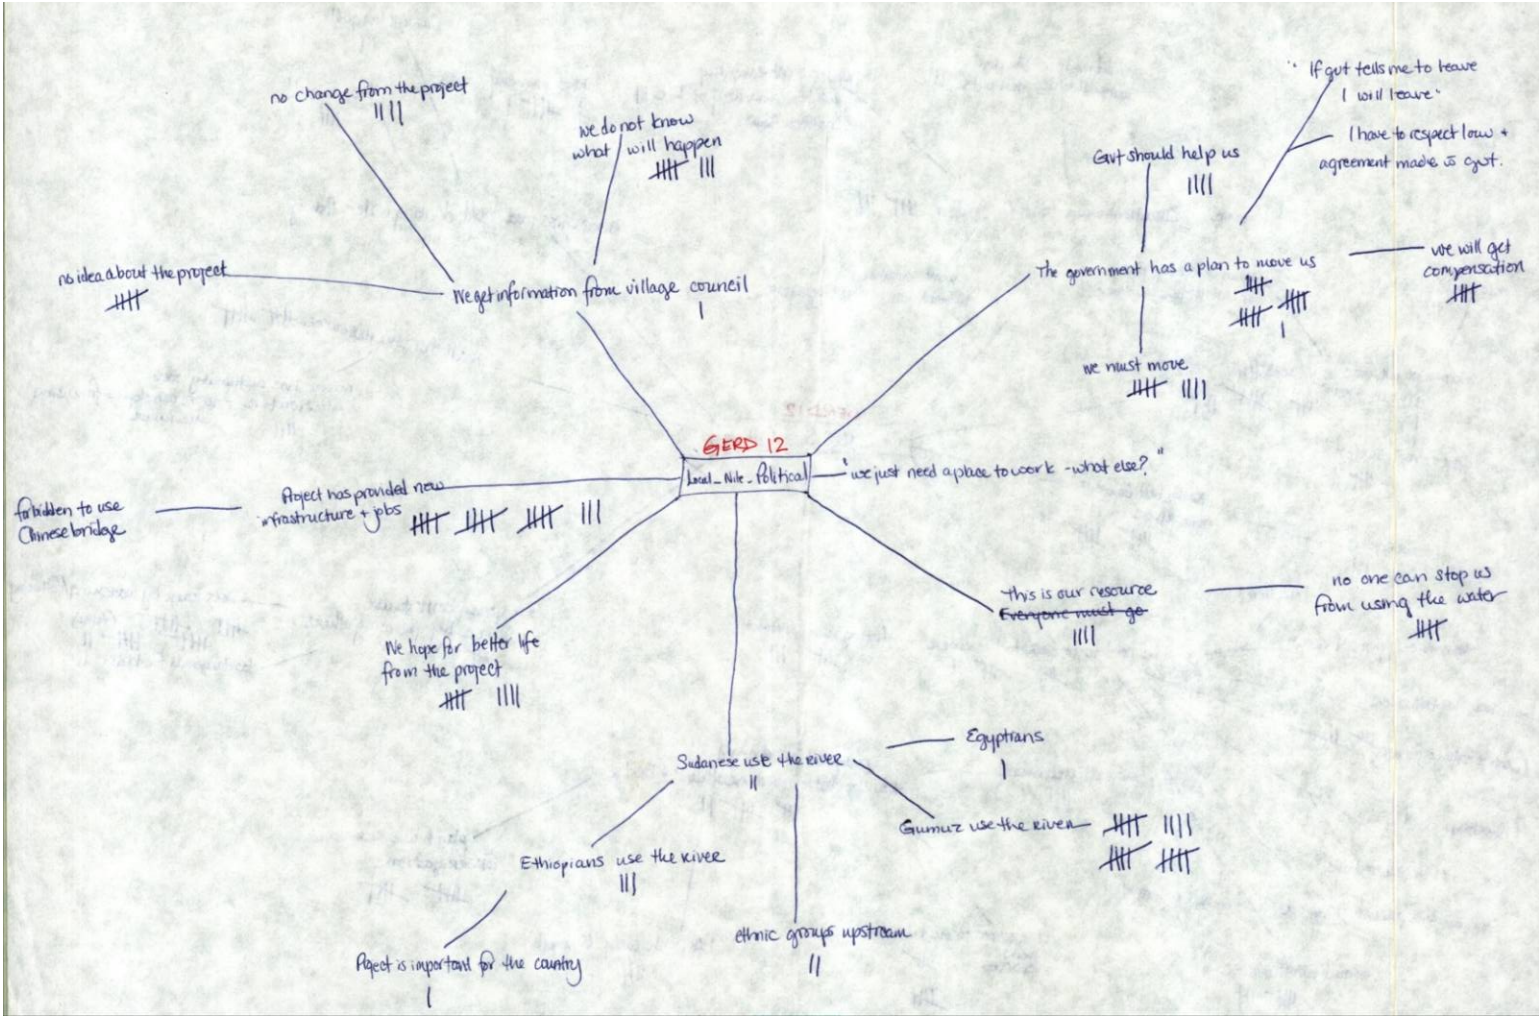 no change from the project
we do not know
what will happen
no idea about the project
We get information from village council
"If gvt tells me to leave
I will leave"
I have to respect law +
agreement made c̄ gvt.
Gvt should help us
The government has a plan to move us
we will get
compensation
we must move
GERD 12
Local_Nile_Political
"we just need a place to work - what else?"
Project has provided new
infrastructure + jobs
forbidden to use
Chinese bridge
This is our resource
Everyone must go
no one can stop us
from using the water
We hope for better life
from the project
Sudanese use the river
Egyptians
Gumuz use the river
Ethiopians use the river
ethnic groups upstream
Project is important for the country